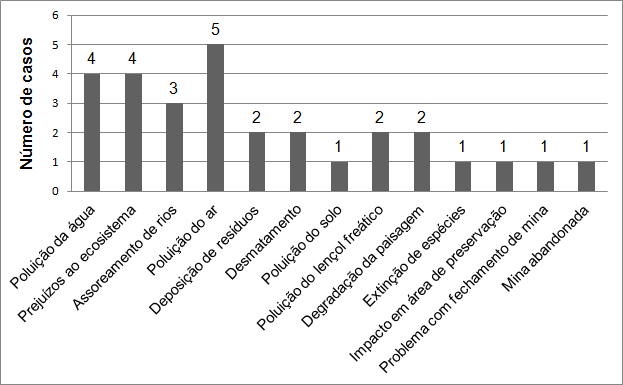 6
5
4
3
2
1
0
Número de casos
4
4
3
5
2
2
1
2
2
1
1
1
1
Poluição da água
Prejuízos ao ecosistema
Assoreamento de rios
Poluição do ar
Deposição de resíduos
Desmatamento
Poluição do solo
Poluição do lençol freático
Degradação da paisagem
Extinção de espécies
Impacto em área de preservação
Problema com fechamento de mina
Mina abandonada